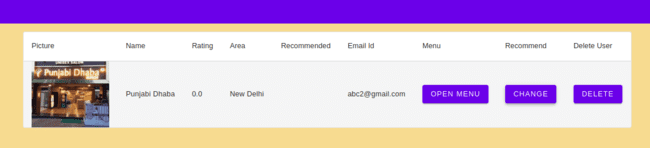 Picture Name Rating Area Recommended Email Id Menu Recommend Delete User
Punjabi Dhaba
Punjabi Dhaba 0.0 New Delhi abc2@gmail.com OPEN MENU CHANGE DELETE